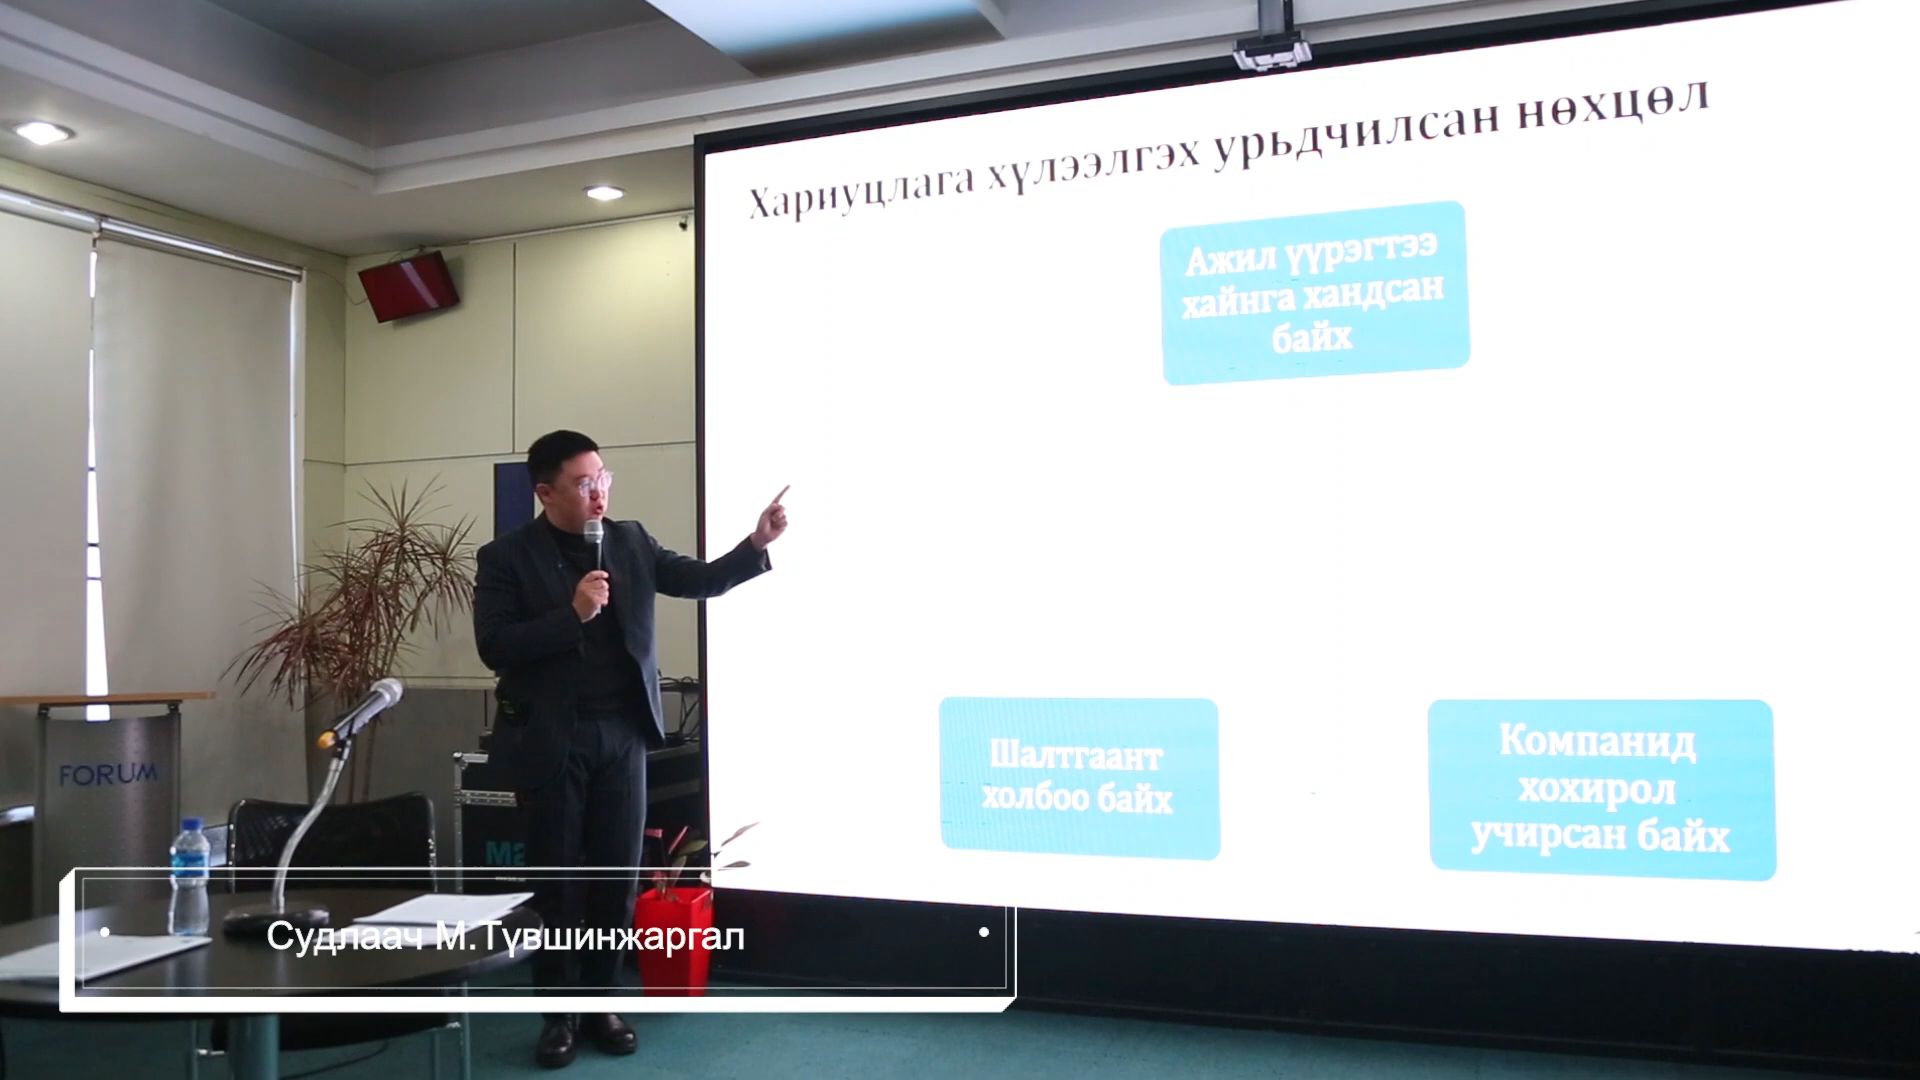 Хариуцлага хүлээлгэх урьдчилсан нөхцөл
Ажил үүрэгтээ
хайнга хандсан
байх
Шалтгаант
холбоо байх
Компанид
хохирол
учирсан байх
FORUM
Судлаач М.Түвшинжаргал